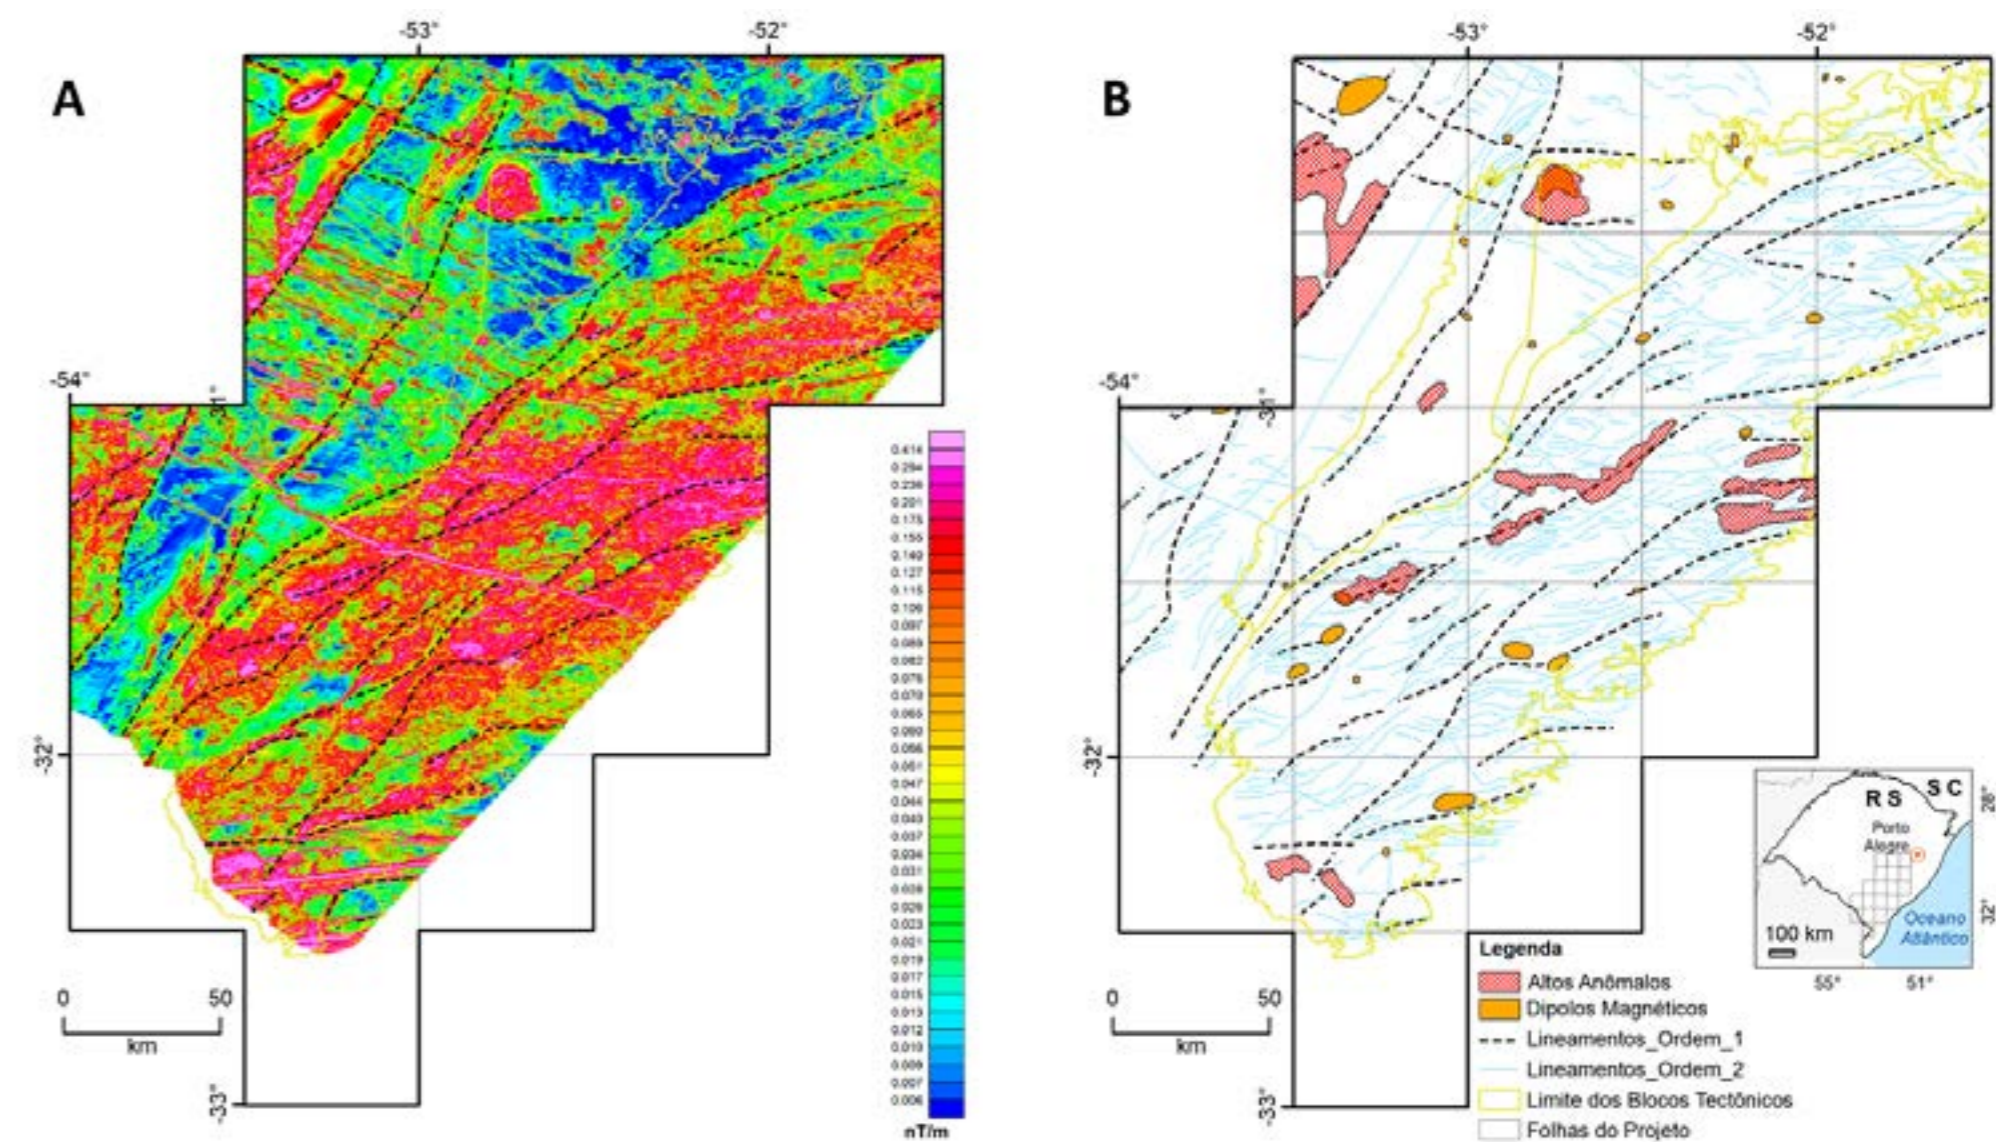 A
-53°
-52°
-54°
-31°
-32°
-33°
0 50
km
0.414
0.294
0.236
0.201
0.175
0.155
0.140
0.127
0.115
0.106
0.097
0.089
0.082
0.076
0.070
0.065
0.060
0.056
0.051
0.047
0.044
0.040
0.037
0.034
0.031
0.028
0.026
0.023
0.021
0.019
0.017
0.015
0.013
0.012
0.010
0.009
0.007
0.006
nT/m
B
-53°
-52°
-54°
-31°
-32°
-33°
0 50
km
R S
S C
Porto
Alegre
Oceano
Atlântico
100 km
28°
32°
55°
51°
Legenda
Altos Anômalos
Dipolos Magnéticos
Lineamentos_Ordem_1
Lineamentos_Ordem_2
Limite dos Blocos Tectônicos
Folhas do Projeto